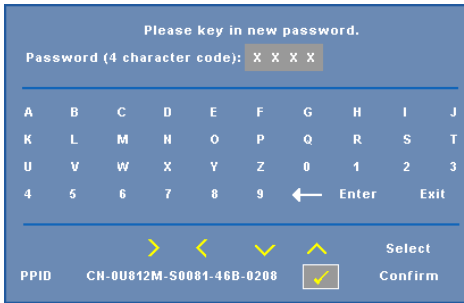 Please key in new password.
Password (4 character code): X X X X
A B C D E F G H I J
K L M N O P Q R S T
U V W X Y Z 0 1 2 3
4 5 6 7 8 9 Enter Exit
Select
PPID CN-0U812M-S0081-46B-0208 Confirm